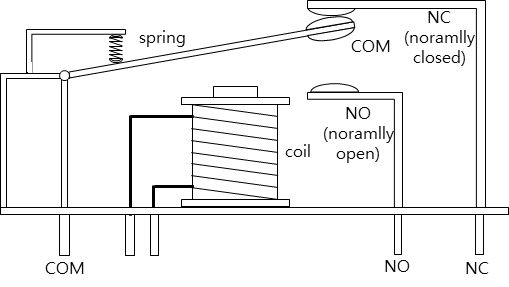 spring
NC
(noramlly
closed)
COM
NO
(noramlly
open)
coil
COM
NO
NC